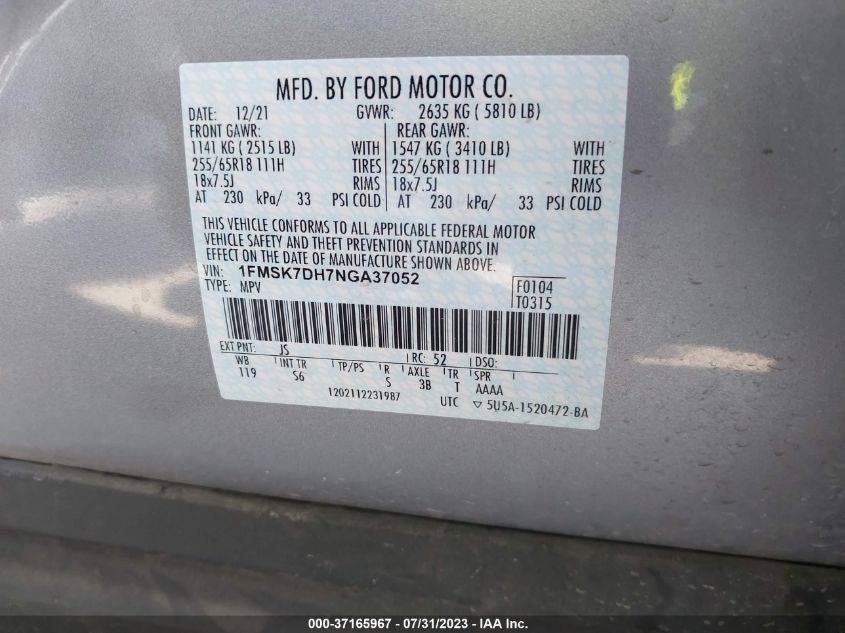 MFD. BY FORD MOTOR CO.
DATE: 12/21 GVWR: 2635 KG ( 5810 LB)
FRONT GAWR: REAR GAWR:
1141 KG ( 2515 LB) WITH 1547 KG ( 3410 LB) WITH
255/65R18 111H TIRES 255/65R18 111H TIRES
18x7.5J RIMS 18x7.5J RIMS
AT 230 kPa/ 33 PSI COLD AT 230 kPa/ 33 PSI COLD
THIS VEHICLE CONFORMS TO ALL APPLICABLE FEDERAL MOTOR
VEHICLE SAFETY AND THEFT PREVENTION STANDARDS IN
EFFECT ON THE DATE OF MANUFACTURE SHOWN ABOVE.
VIN: 1FMSK7DH7NGA37052 F0104
TYPE: MPV T0315
EXT PNT: JS RC: 52 DSO:
WB INT TR TP/PS R AXLE TR SPR
119 S6 S 3B T AAAA
1202112231987 UTC ▽ 5U5A-1520472-BA
000-37165967 - 07/31/2023 - IAA Inc.